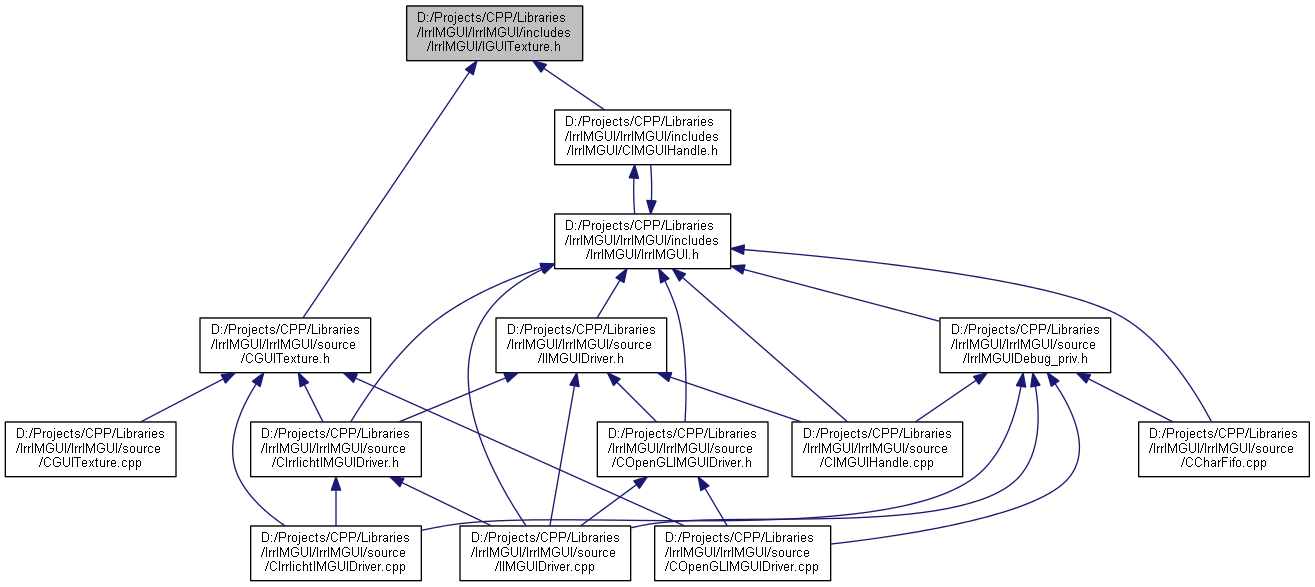 D:/Projects/CPP/Libraries
/IrrIMGUI/IrrIMGUI/includes
/IrrIMGUI/IGUITexture.h
D:/Projects/CPP/Libraries
/IrrIMGUI/IrrIMGUI/includes
/IrrIMGUI/CIMGUIHandle.h
D:/Projects/CPP/Libraries
/IrrIMGUI/IrrIMGUI/includes
/IrrIMGUI/IrrIMGUI.h
D:/Projects/CPP/Libraries
/IrrIMGUI/IrrIMGUI/source
/CGUITexture.h
D:/Projects/CPP/Libraries
/IrrIMGUI/IrrIMGUI/source
/IIMGUIDriver.h
D:/Projects/CPP/Libraries
/IrrIMGUI/IrrIMGUI/source
/IrrIMGUIDebug_priv.h
D:/Projects/CPP/Libraries
/IrrIMGUI/IrrIMGUI/source
/CGUITexture.cpp
D:/Projects/CPP/Libraries
/IrrIMGUI/IrrIMGUI/source
/CIrrlichtIMGUIDriver.h
D:/Projects/CPP/Libraries
/IrrIMGUI/IrrIMGUI/source
/COpenGLIMGUIDriver.h
D:/Projects/CPP/Libraries
/IrrIMGUI/IrrIMGUI/source
/CIMGUIHandle.cpp
D:/Projects/CPP/Libraries
/IrrIMGUI/IrrIMGUI/source
/CCharFifo.cpp
D:/Projects/CPP/Libraries
/IrrIMGUI/IrrIMGUI/source
/CIrrlichtIMGUIDriver.cpp
D:/Projects/CPP/Libraries
/IrrIMGUI/IrrIMGUI/source
/IIMGUIDriver.cpp
D:/Projects/CPP/Libraries
/IrrIMGUI/IrrIMGUI/source
/COpenGLIMGUIDriver.cpp